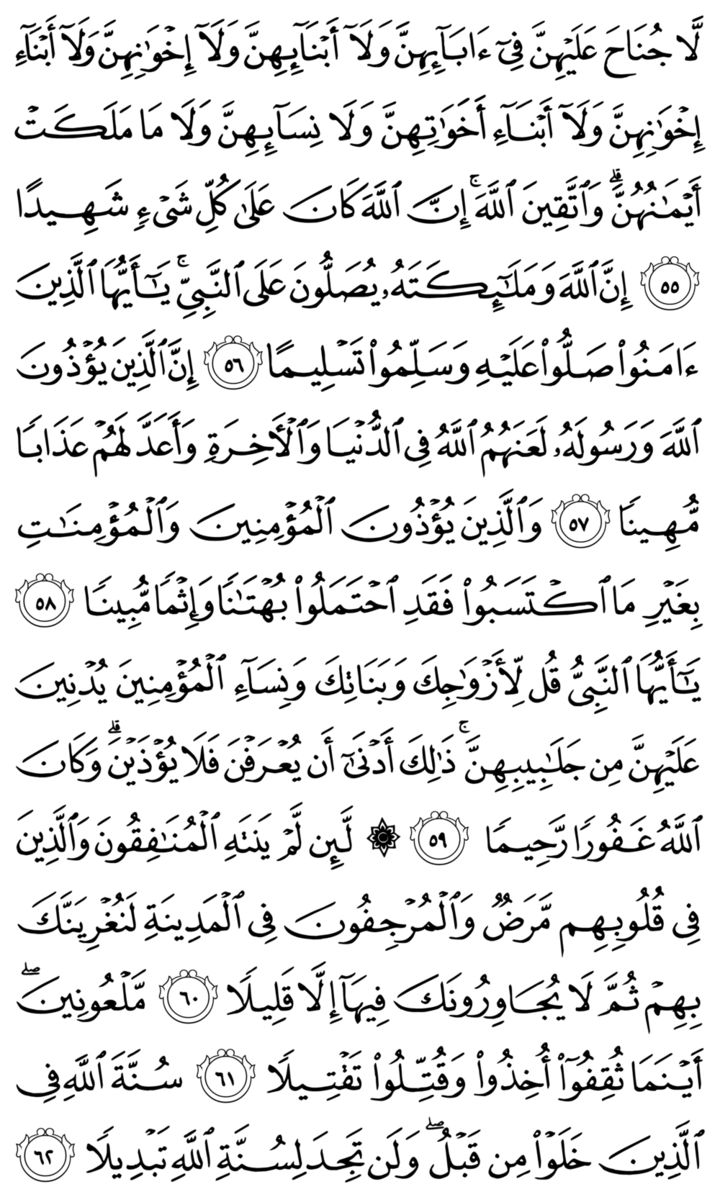 لَّا جُنَاحَ عَلَيْهِنَّ فِىٓ ءَابَآئِهِنَّ وَلَآ أَبْنَآئِهِنَّ وَلَآ إِخْوَٰنِهِنَّ وَلَآ أَبْنَآءِ
إِخْوَٰنِهِنَّ وَلَآ أَبْنَآءِ أَخَوَٰتِهِنَّ وَلَا نِسَآئِهِنَّ وَلَا مَا مَلَكَتْ
أَيْمَٰنُهُنَّ ۗ وَٱتَّقِينَ ٱللَّهَ ۚ إِنَّ ٱللَّهَ كَانَ عَلَىٰ كُلِّ شَىْءٍ شَهِيدًا
٥٥ إِنَّ ٱللَّهَ وَمَلَٰٓئِكَتَهُۥ يُصَلُّونَ عَلَى ٱلنَّبِىِّ ۚ يَٰٓأَيُّهَا ٱلَّذِينَ
ءَامَنُوا۟ صَلُّوا۟ عَلَيْهِ وَسَلِّمُوا۟ تَسْلِيمًا ٥٦ إِنَّ ٱلَّذِينَ يُؤْذُونَ
ٱللَّهَ وَرَسُولَهُۥ لَعَنَهُمُ ٱللَّهُ فِى ٱلدُّنْيَا وَٱلْءَاخِرَةِ وَأَعَدَّ لَهُمْ عَذَابًا
مُّهِينًا ٥٧ وَٱلَّذِينَ يُؤْذُونَ ٱلْمُؤْمِنِينَ وَٱلْمُؤْمِنَٰتِ
بِغَيْرِ مَا ٱكْتَسَبُوا۟ فَقَدِ ٱحْتَمَلُوا۟ بُهْتَٰنًا وَإِثْمًا مُّبِينًا ٥٨
يَٰٓأَيُّهَا ٱلنَّبِىُّ قُل لِّأَزْوَٰجِكَ وَبَنَاتِكَ وَنِسَآءِ ٱلْمُؤْمِنِينَ يُدْنِينَ
عَلَيْهِنَّ مِن جَلَٰبِيبِهِنَّ ۚ ذَٰلِكَ أَدْنَىٰٓ أَن يُعْرَفْنَ فَلَا يُؤْذَيْنَ ۗ وَكَانَ
ٱللَّهُ غَفُورًا رَّحِيمًا ٥٩ ۞ لَّئِن لَّمْ يَنتَهِ ٱلْمُنَٰفِقُونَ وَٱلَّذِينَ
فِى قُلُوبِهِم مَّرَضٌ وَٱلْمُرْجِفُونَ فِى ٱلْمَدِينَةِ لَنُغْرِيَنَّكَ
بِهِمْ ثُمَّ لَا يُجَاوِرُونَكَ فِيهَآ إِلَّا قَلِيلًا ٦٠ مَّلْعُونِينَ ۖ
أَيْنَمَا ثُقِفُوٓا۟ أُخِذُوا۟ وَقُتِّلُوا۟ تَقْتِيلًا ٦١ سُنَّةَ ٱللَّهِ فِى
ٱلَّذِينَ خَلَوْا۟ مِن قَبْلُ ۖ وَلَن تَجِدَ لِسُنَّةِ ٱللَّهِ تَبْدِيلًا ٦٢